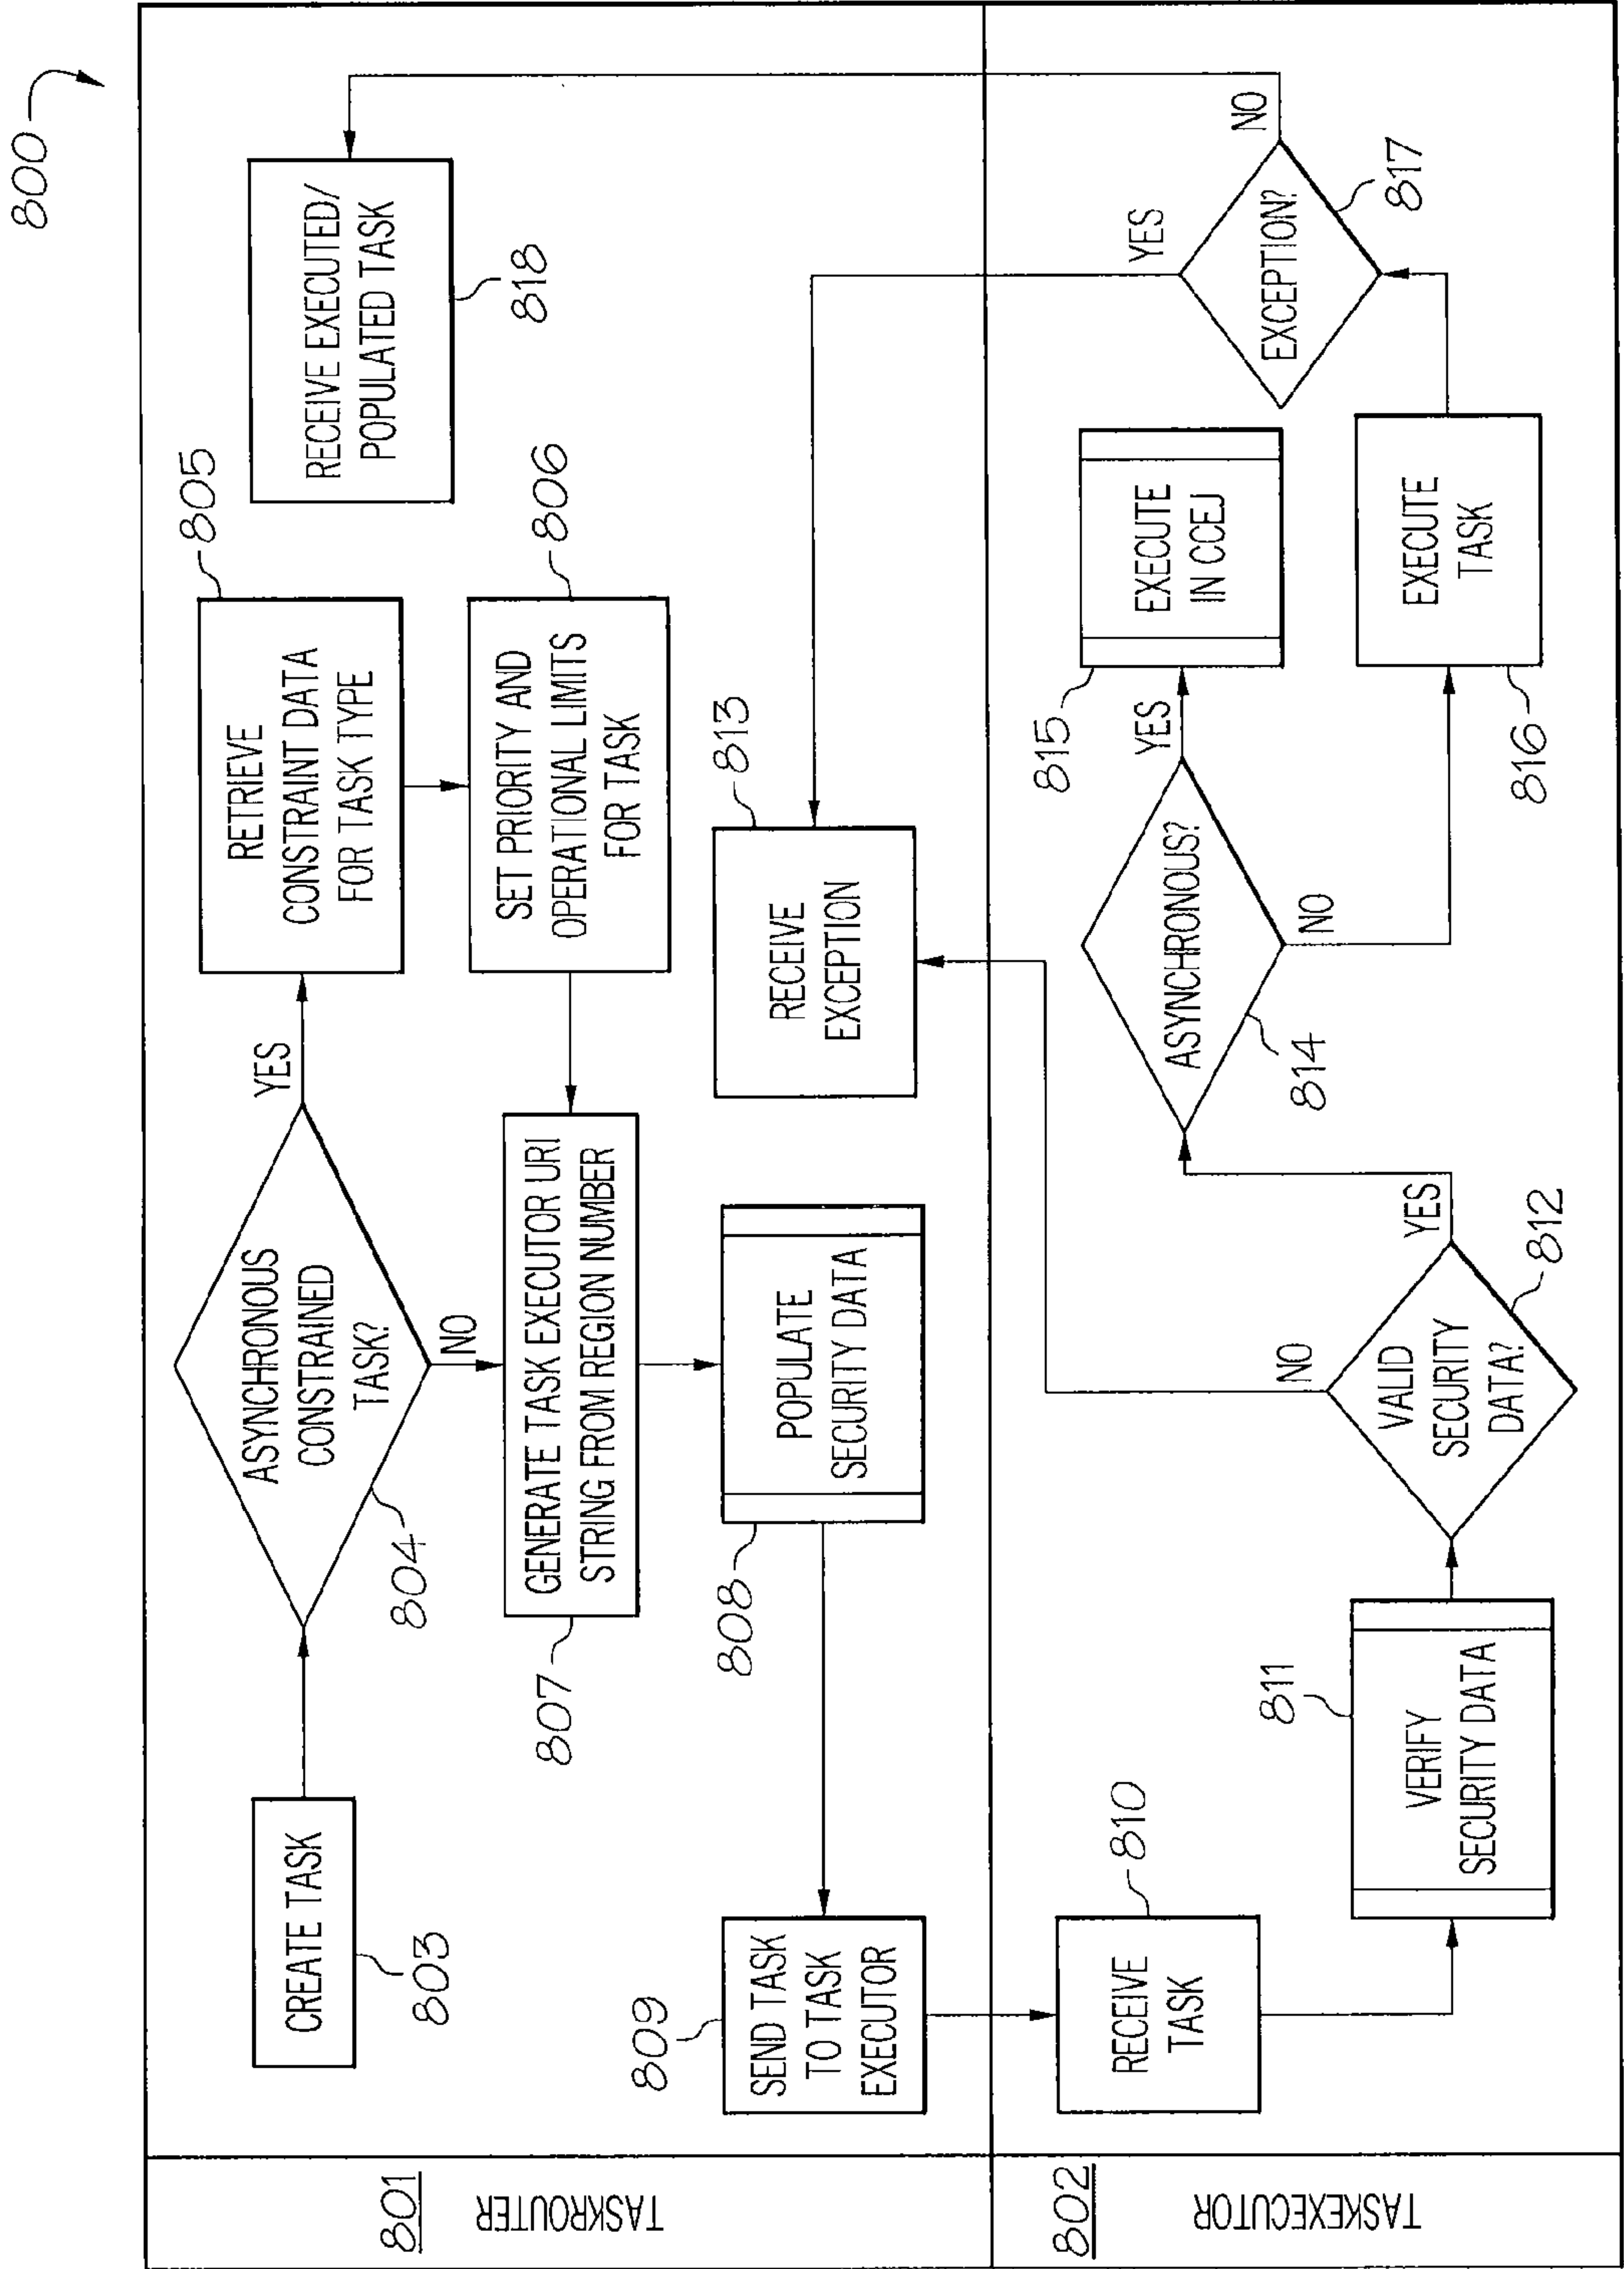 800
801
TASKROUTER
CREATE TASK
803
ASYNCHRONOUS
CONSTRAINED
TASK?
804
YES
NO
RETRIEVE
CONSTRAINT DATA
FOR TASK TYPE
805
SET PRIORITY AND
OPERATIONAL LIMITS
FOR TASK
806
GENERATE TASK EXECUTOR URI
STRING FROM REGION NUMBER
807
POPULATE
SECURITY DATA
808
809
SEND TASK
TO TASK
EXECUTOR
RECEIVE
EXCEPTION
813
RECEIVE EXECUTED/
POPULATED TASK
818
802
TASKEXECUTOR
RECEIVE
TASK
810
811
VERIFY
SECURITY DATA
VALID
SECURITY
DATA?
812
NO
YES
ASYNCHRONOUS?
814
YES
NO
815
EXECUTE
IN CCEJ
EXECUTE
TASK
816
EXCEPTION?
817
YES
NO